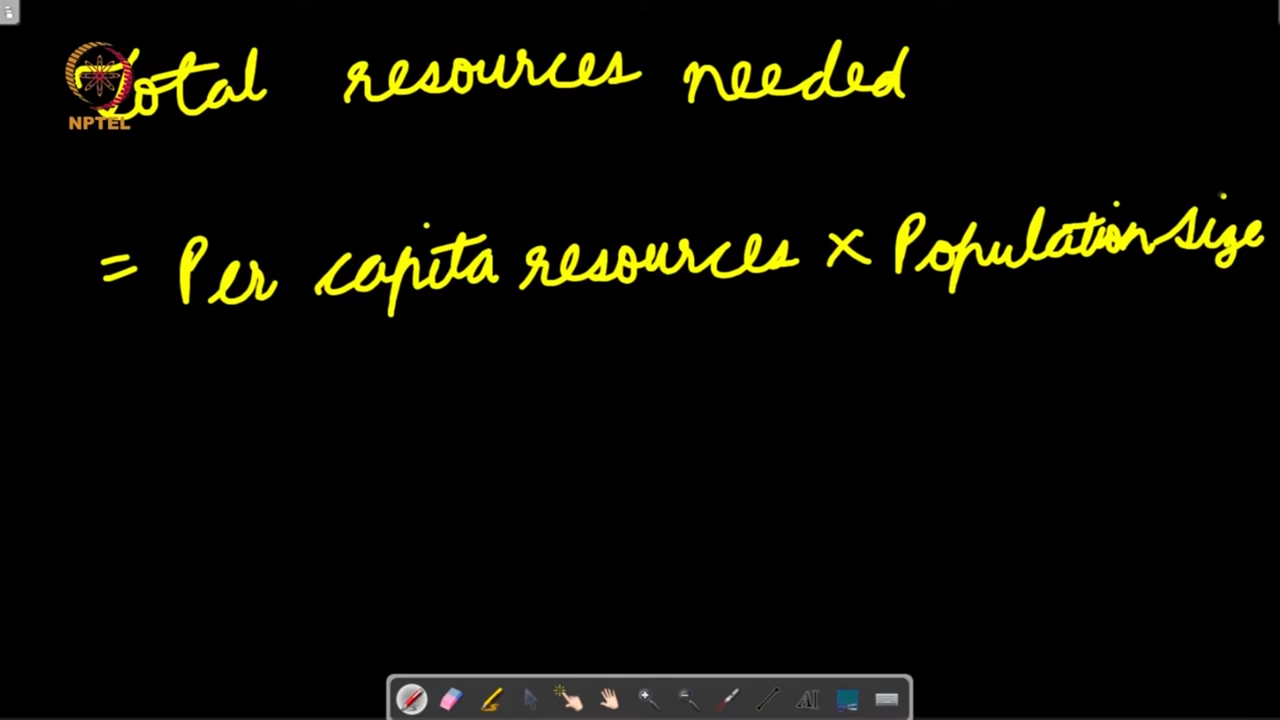 Total resources needed
NPTEL
= Per capita resources × Population size